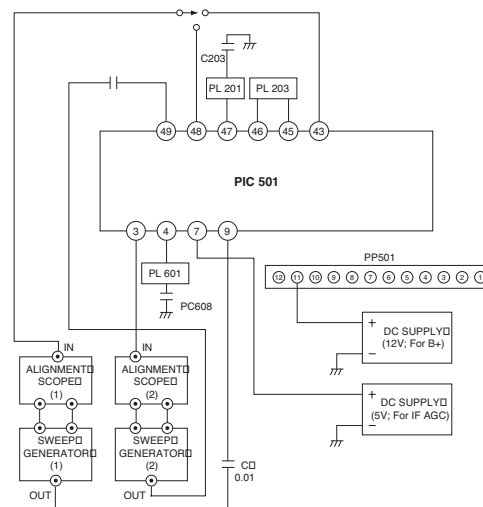 C203
PL 201
PL 203
49
48
47
46
45
43
PIC 501
3
4
7
9
PL 601
PC608
PP501
12
11
10
9
8
7
6
5
4
3
2
1
+
DC SUPPLY
(12V; For B+)
−
+
DC SUPPLY
(5V; For IF AGC)
−
IN
ALIGNMENT
SCOPE
(1)
SWEEP
GENERATOR
(1)
OUT
IN
ALIGNMENT
SCOPE
(2)
SWEEP
GENERATOR
(2)
OUT
C
0.01